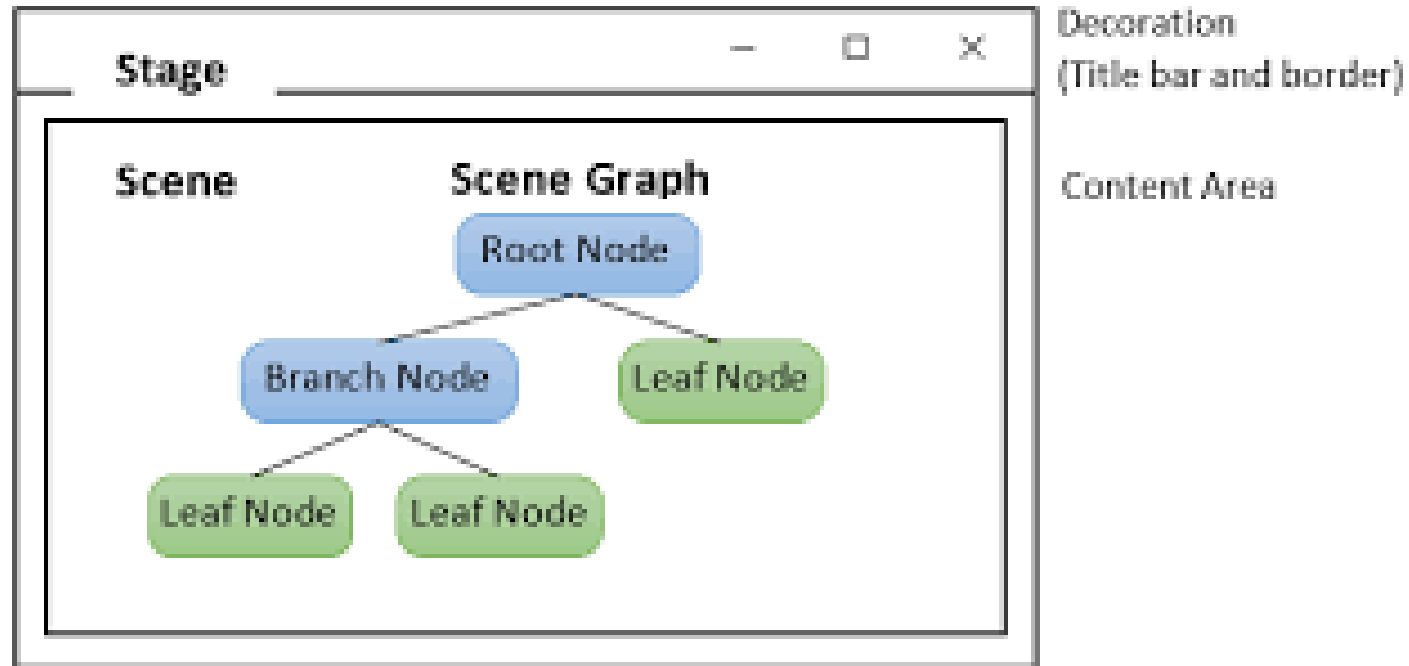 Decoration
Stage
(Title bar and border)
Scene
Scene Graph
Content Area
Root Node
Branch Node
Leaf Node
Leaf Node
Leaf Node